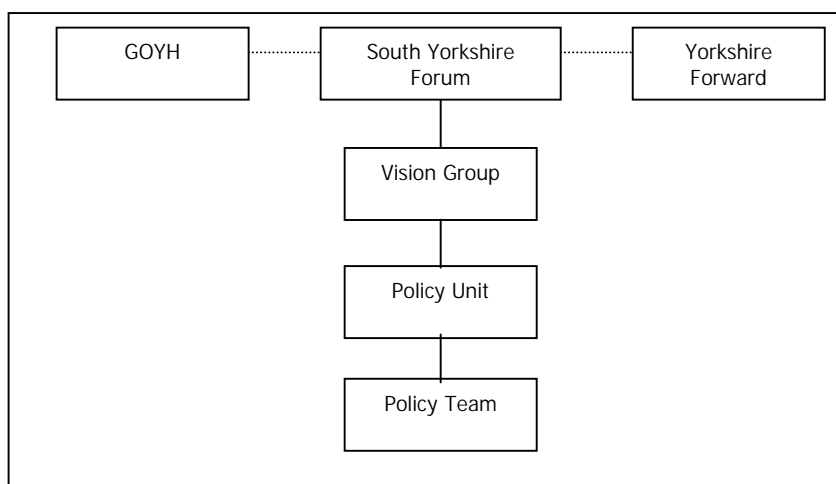 GOYH
South Yorkshire
Forum
Yorkshire
Forward
Vision Group
Policy Unit
Policy Team